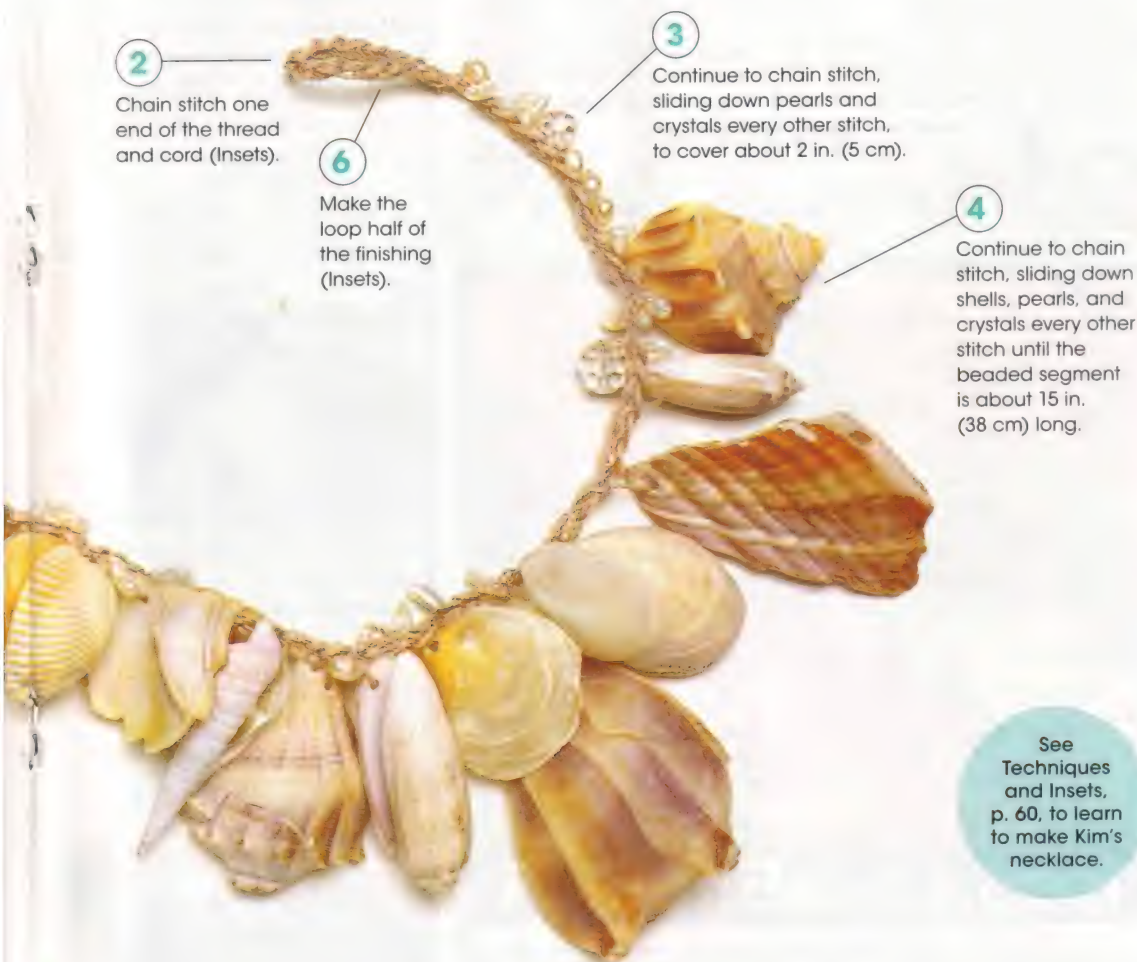 2
Chain stitch one
end of the thread
and cord (Insets).
6
Make the
loop half of
the finishing
(Insets).
3
Continue to chain stitch,
sliding down pearls and
crystals every other stitch,
to cover about 2 in. (5 cm).
4
Continue to chain
stitch, sliding down
shells, pearls, and
crystals every other
stitch until the
beaded segment
is about 15 in.
(38 cm) long.
See
Techniques
and Insets,
p. 60, to learn
to make Kim's
necklace.